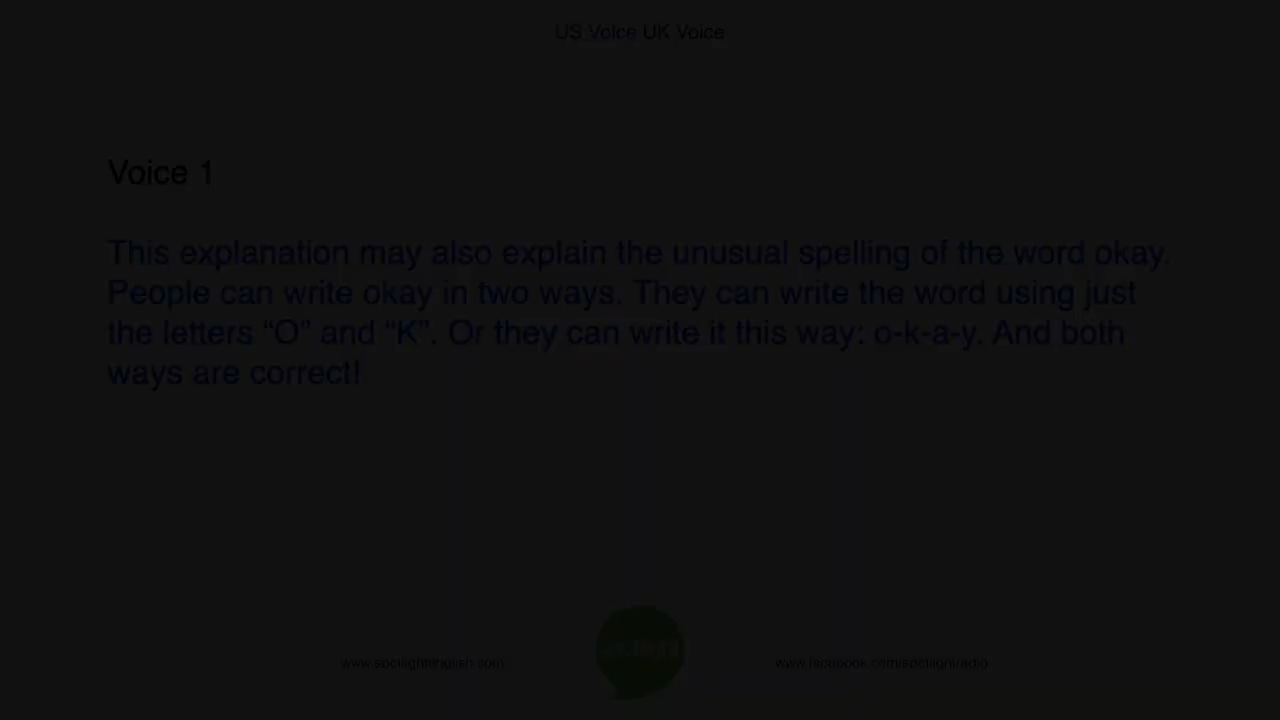 US Voice UK Voice
Voice 1
This explanation may also explain the unusual spelling of the word okay.
People can write okay in two ways. They can write the word using just
the letters “O” and “K”. Or they can write it this way: o-k-a-y. And both
ways are correct!
www.spotlightenglish.com
www.facebook.com/spotlightradio